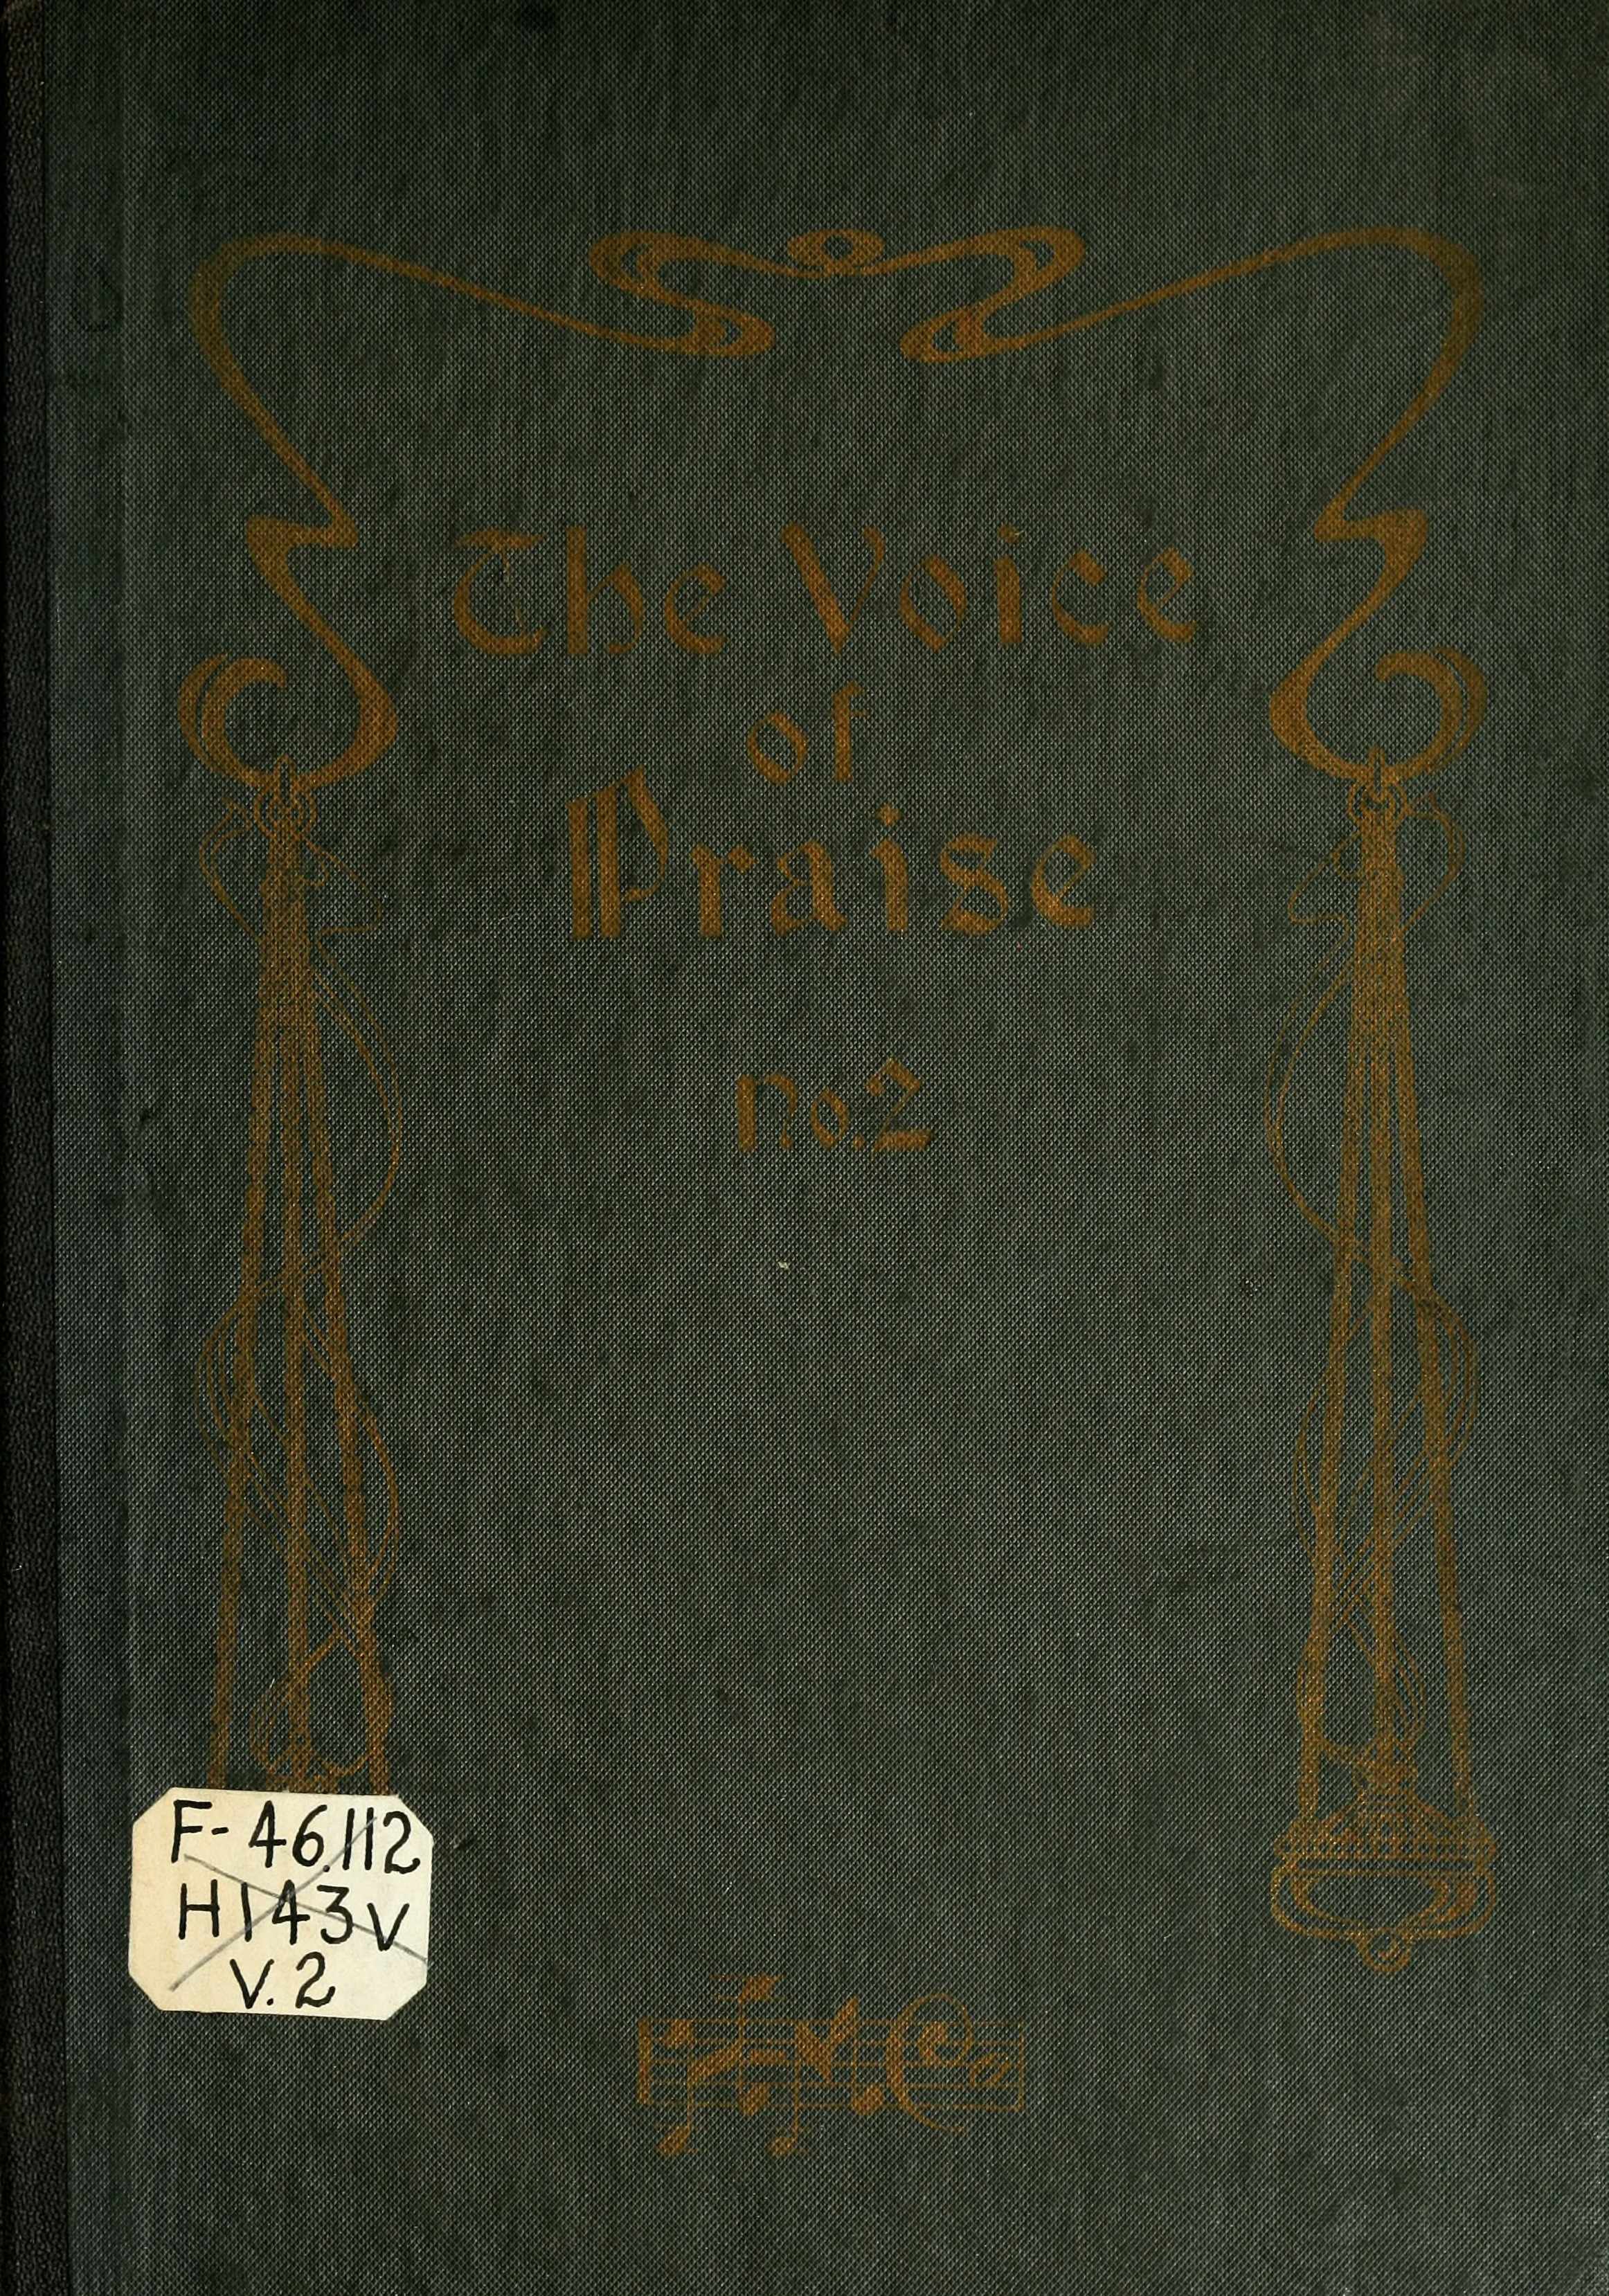 The Voice
of
Praise
No. 2
F-46.112
H143v
V.2